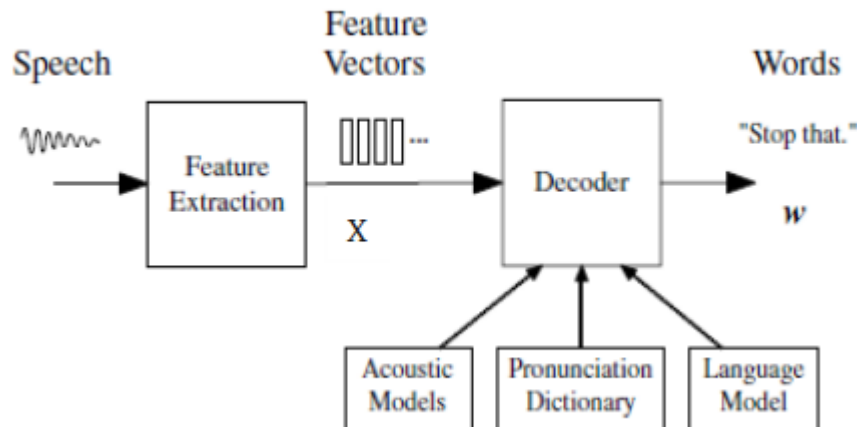 Feature
Vectors
Speech
Words
"Stop that."
Feature
Extraction
...
Decoder
X
w
Acoustic
Models
Pronunciation
Dictionary
Language
Model